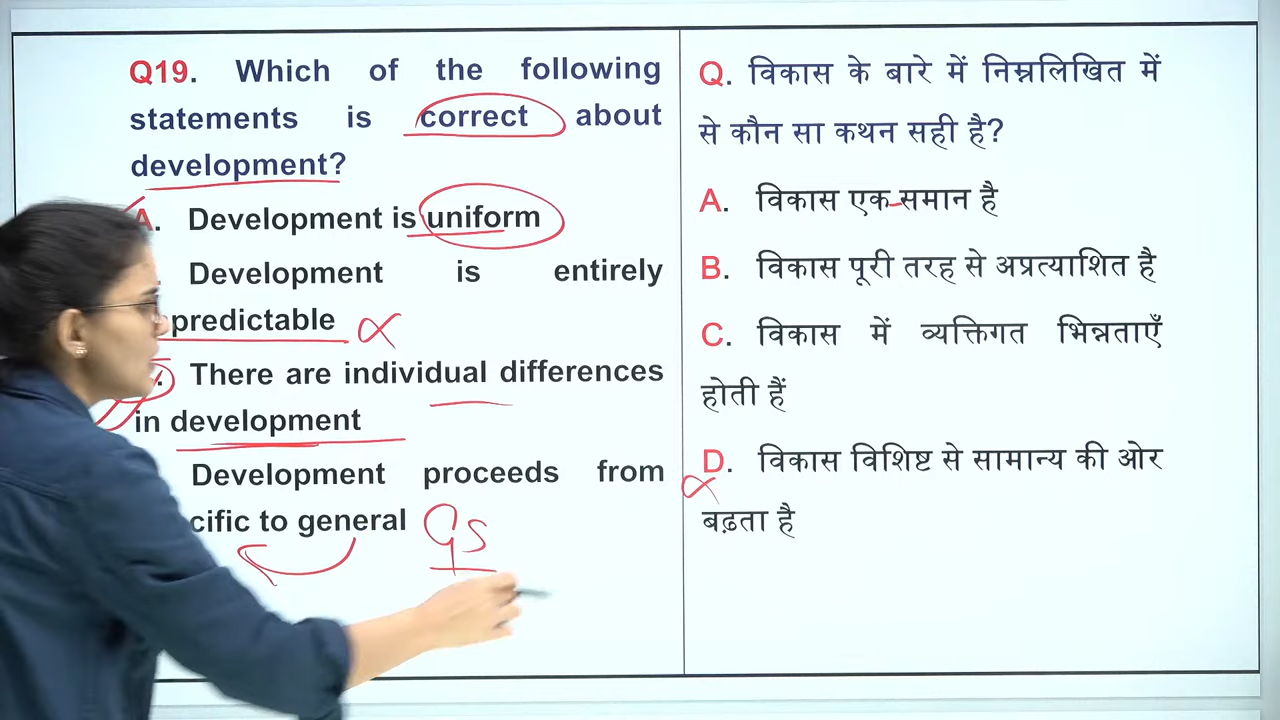 Q19. Which of the following
statements is correct about
development?
A. Development is uniform
Development is entirely
predictable
There are individual differences
in development
Development proceeds from
cific to general
GS
Q. विकास के बारे में निम्नलिखित में
से कौन सा कथन सही है?
A. विकास एक-समान है
B. विकास पूरी तरह से अप्रत्याशित है
C. विकास में व्यक्तिगत भिन्नताएँ
होती हैं
D. विकास विशिष्ट से सामान्य की ओर
बढ़ता है